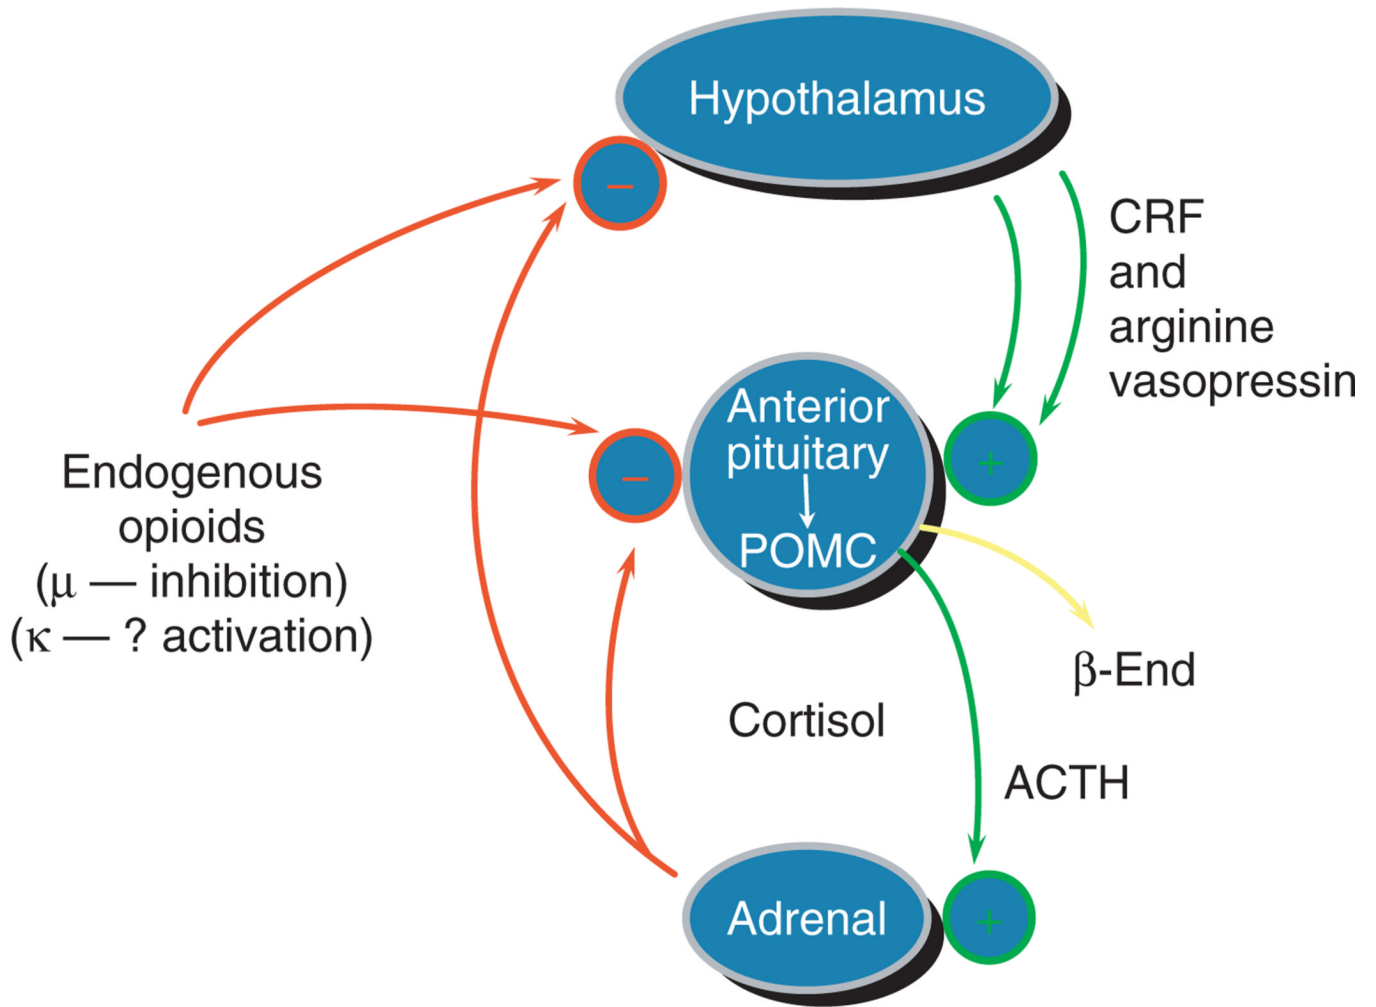 Hypothalamus
–
CRF
and
arginine
vasopressin
Anterior
pituitary
POMC
–
+
Endogenous
opioids
(μ — inhibition)
(κ — ? activation)
β-End
Cortisol
ACTH
Adrenal
+